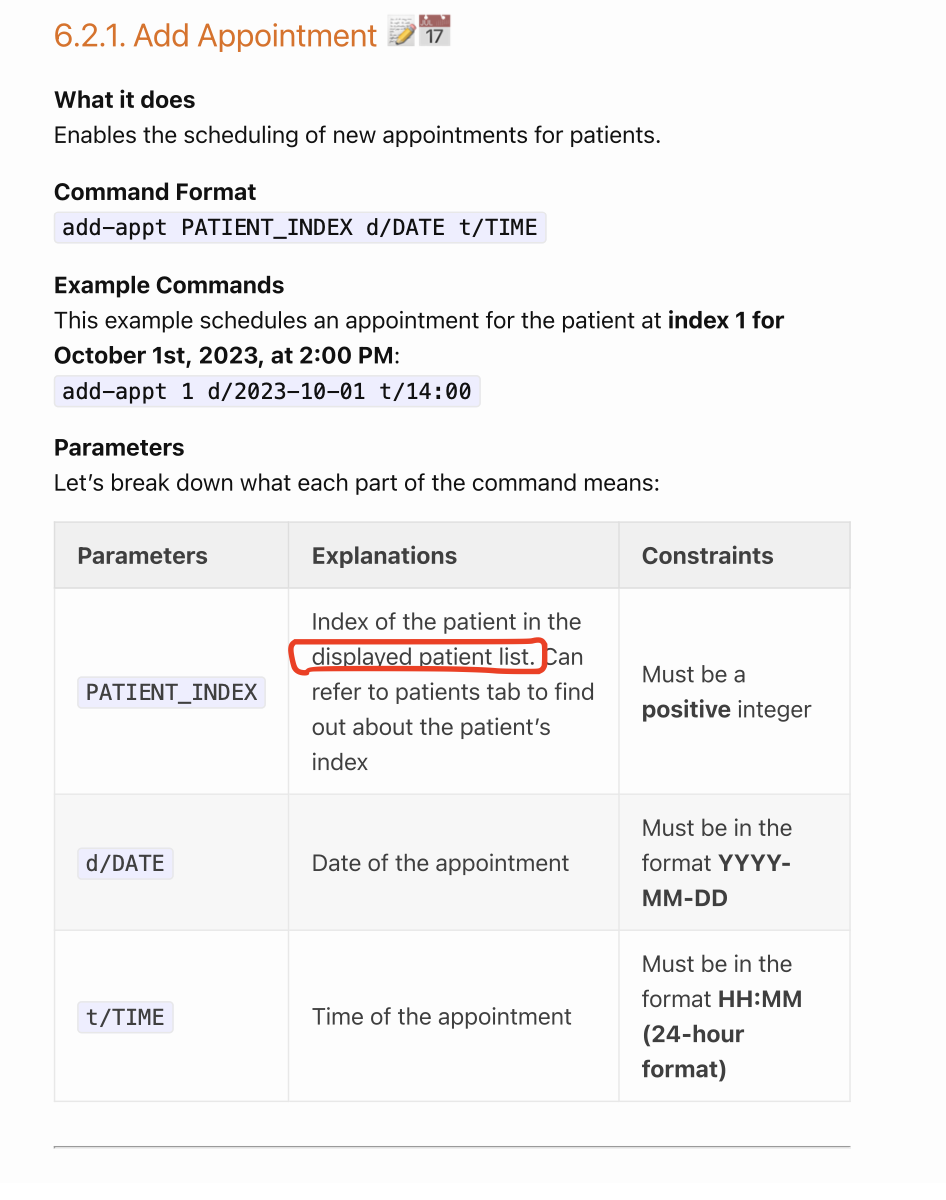 6.2.1. Add Appointment 📝📅
What it does
Enables the scheduling of new appointments for patients.
Command Format
add-appt PATIENT_INDEX d/DATE t/TIME
Example Commands
This example schedules an appointment for the patient at index 1 for
October 1st, 2023, at 2:00 PM:
add-appt 1 d/2023-10-01 t/14:00
Parameters
Let's break down what each part of the command means:
Parameters Explanations Constraints
PATIENT_INDEX
Index of the patient in the
displayed patient list. Can
refer to patients tab to find
out about the patient's
index
Must be a
positive integer
d/DATE
Date of the appointment
Must be in the
format YYYY-
MM-DD
t/TIME
Time of the appointment
Must be in the
format HH:MM
(24-hour
format)